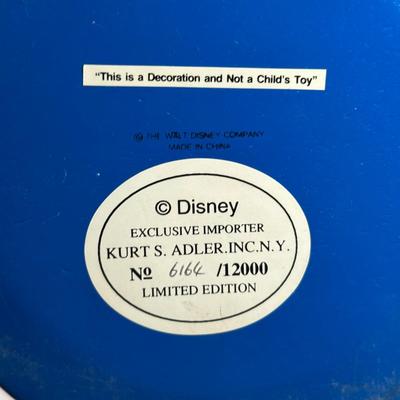 "This is a Decoration and Not a Child's Toy"
© THE WALT DISNEY COMPANY
MADE IN CHINA
© Disney
EXCLUSIVE IMPORTER
KURT S. ADLER.INC.N.Y.
No 6164 /12000
LIMITED EDITION